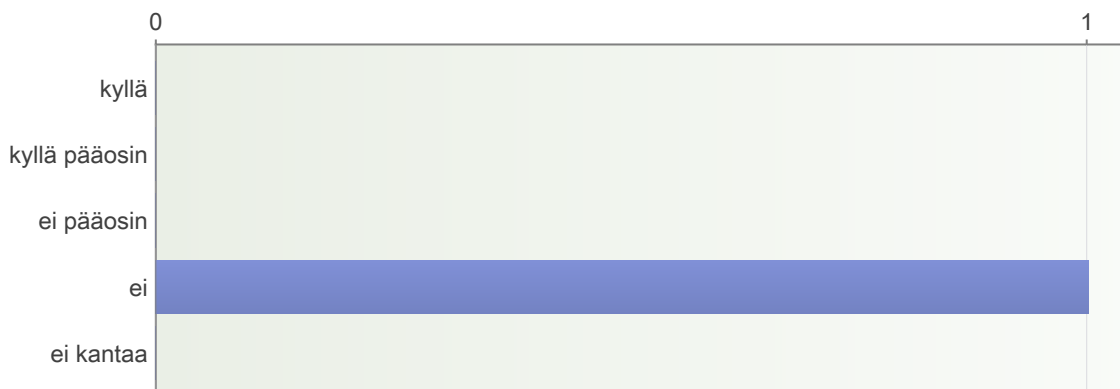 0 1
kyllä
kyllä pääosin
ei pääosin
ei
ei kantaa